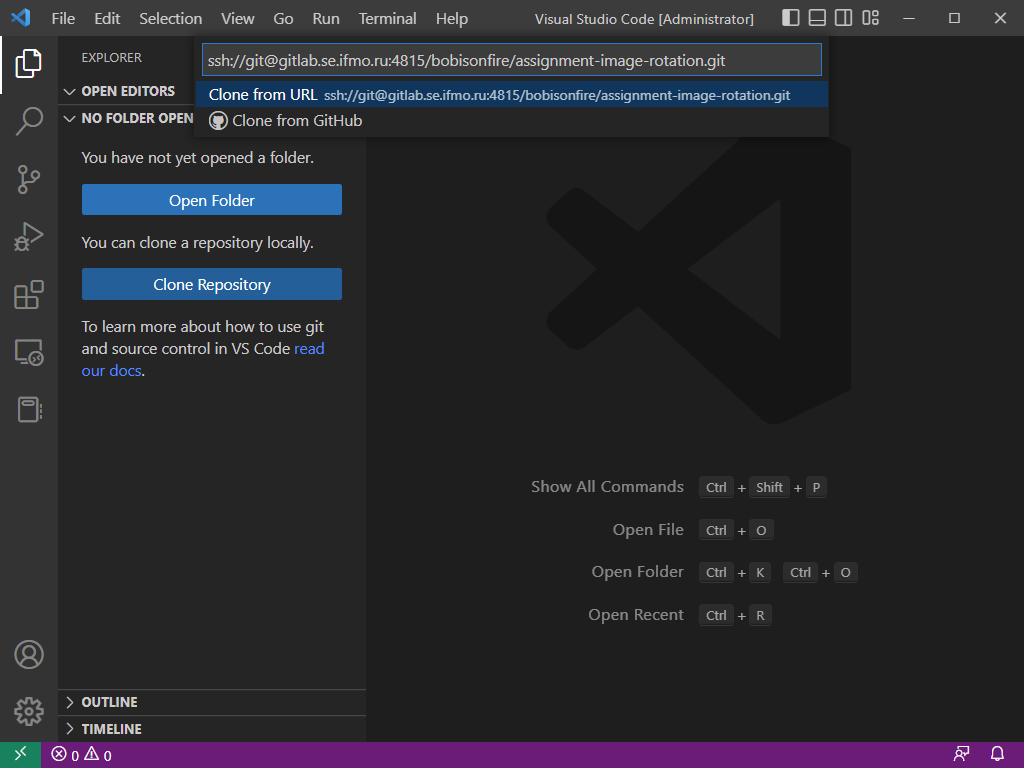 File Edit Selection View Go Run Terminal Help Visual Studio Code [Administrator]
ssh://git@gitlab.se.ifmo.ru:4815/bobisonfire/assignment-image-rotation.git
Clone from URL ssh://git@gitlab.se.ifmo.ru:4815/bobisonfire/assignment-image-rotation.git
Clone from GitHub
EXPLORER
OPEN EDITORS
NO FOLDER OPEN
You have not yet opened a folder.
Open Folder
You can clone a repository locally.
Clone Repository
To learn more about how to use git
and source control in VS Code read
our docs.
Show All Commands Ctrl + Shift + P
Open File Ctrl + O
Open Folder Ctrl + K Ctrl + O
Open Recent Ctrl + R
OUTLINE
TIMELINE
0 0